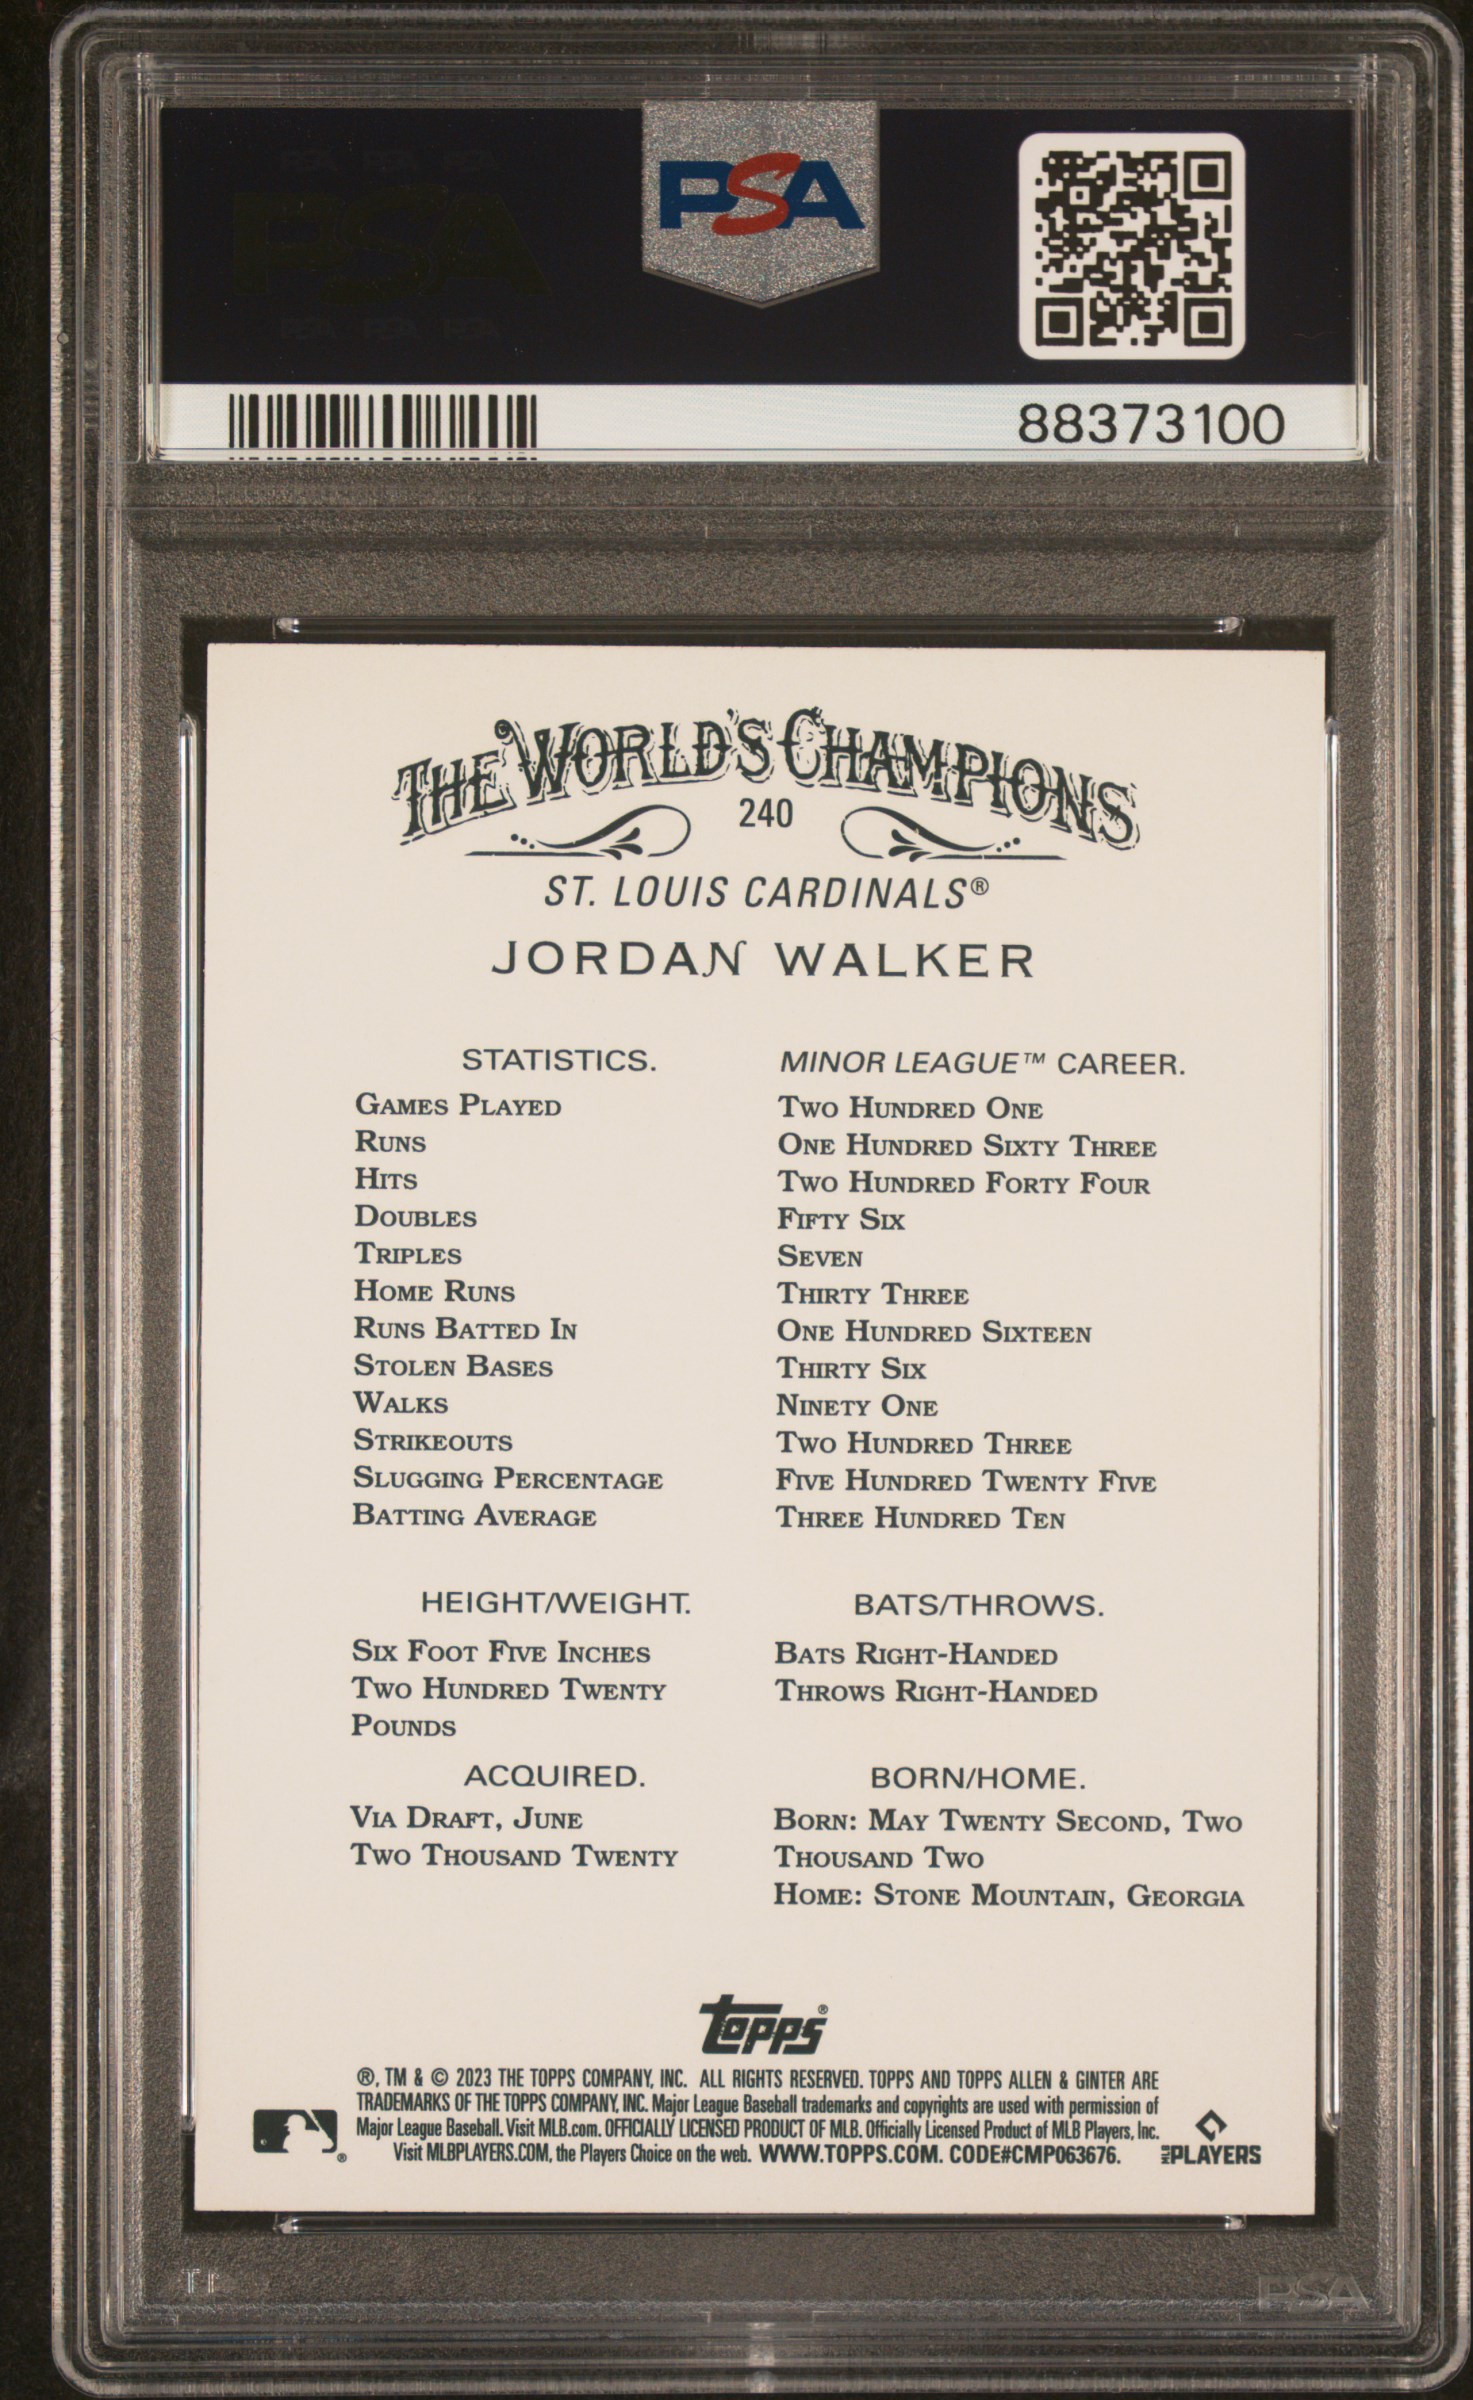 PSA
88373100
THE WORLD'S CHAMPIONS
240
ST. LOUIS CARDINALS®
JORDAN WALKER
STATISTICS. MINOR LEAGUE™ CAREER.
GAMES PLAYED TWO HUNDRED ONE
RUNS ONE HUNDRED SIXTY THREE
HITS TWO HUNDRED FORTY FOUR
DOUBLES FIFTY SIX
TRIPLES SEVEN
HOME RUNS THIRTY THREE
RUNS BATTED IN ONE HUNDRED SIXTEEN
STOLEN BASES THIRTY SIX
WALKS NINETY ONE
STRIKEOUTS TWO HUNDRED THREE
SLUGGING PERCENTAGE FIVE HUNDRED TWENTY FIVE
BATTING AVERAGE THREE HUNDRED TEN
HEIGHT/WEIGHT.
SIX FOOT FIVE INCHES
TWO HUNDRED TWENTY
POUNDS
BATS/THROWS.
BATS RIGHT-HANDED
THROWS RIGHT-HANDED
ACQUIRED.
VIA DRAFT, JUNE
TWO THOUSAND TWENTY
BORN/HOME.
BORN: MAY TWENTY SECOND, TWO
THOUSAND TWO
HOME: STONE MOUNTAIN, GEORGIA
Topps®
®, TM & © 2023 THE TOPPS COMPANY, INC. ALL RIGHTS RESERVED. TOPPS AND TOPPS ALLEN & GINTER ARE
TRADEMARKS OF THE TOPPS COMPANY, INC. Major League Baseball trademarks and copyrights are used with permission of
Major League Baseball. Visit MLB.com. OFFICIALLY LICENSED PRODUCT OF MLB. Officially Licensed Product of MLB Players, Inc.
Visit MLBPLAYERS.COM, the Players Choice on the web. WWW.TOPPS.COM. CODE#CMP063676.
MLB PLAYERS
PSA